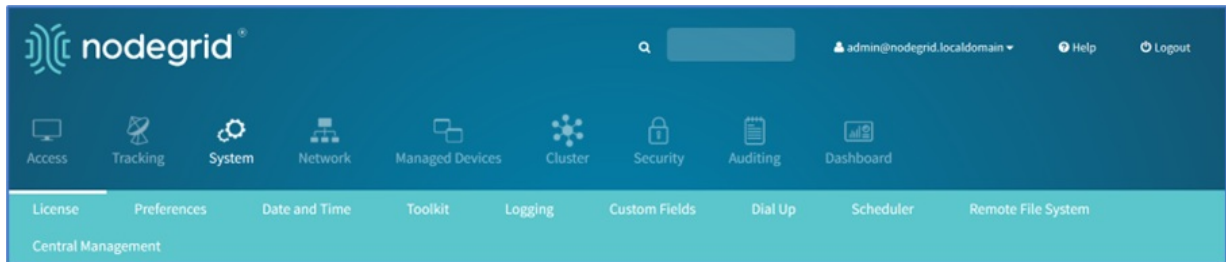 nodegrid®
admin@nodegrid.localdomain Help Logout
Access Tracking System Network Managed Devices Cluster Security Auditing Dashboard
License Preferences Date and Time Toolkit Logging Custom Fields Dial Up Scheduler Remote File System
Central Management